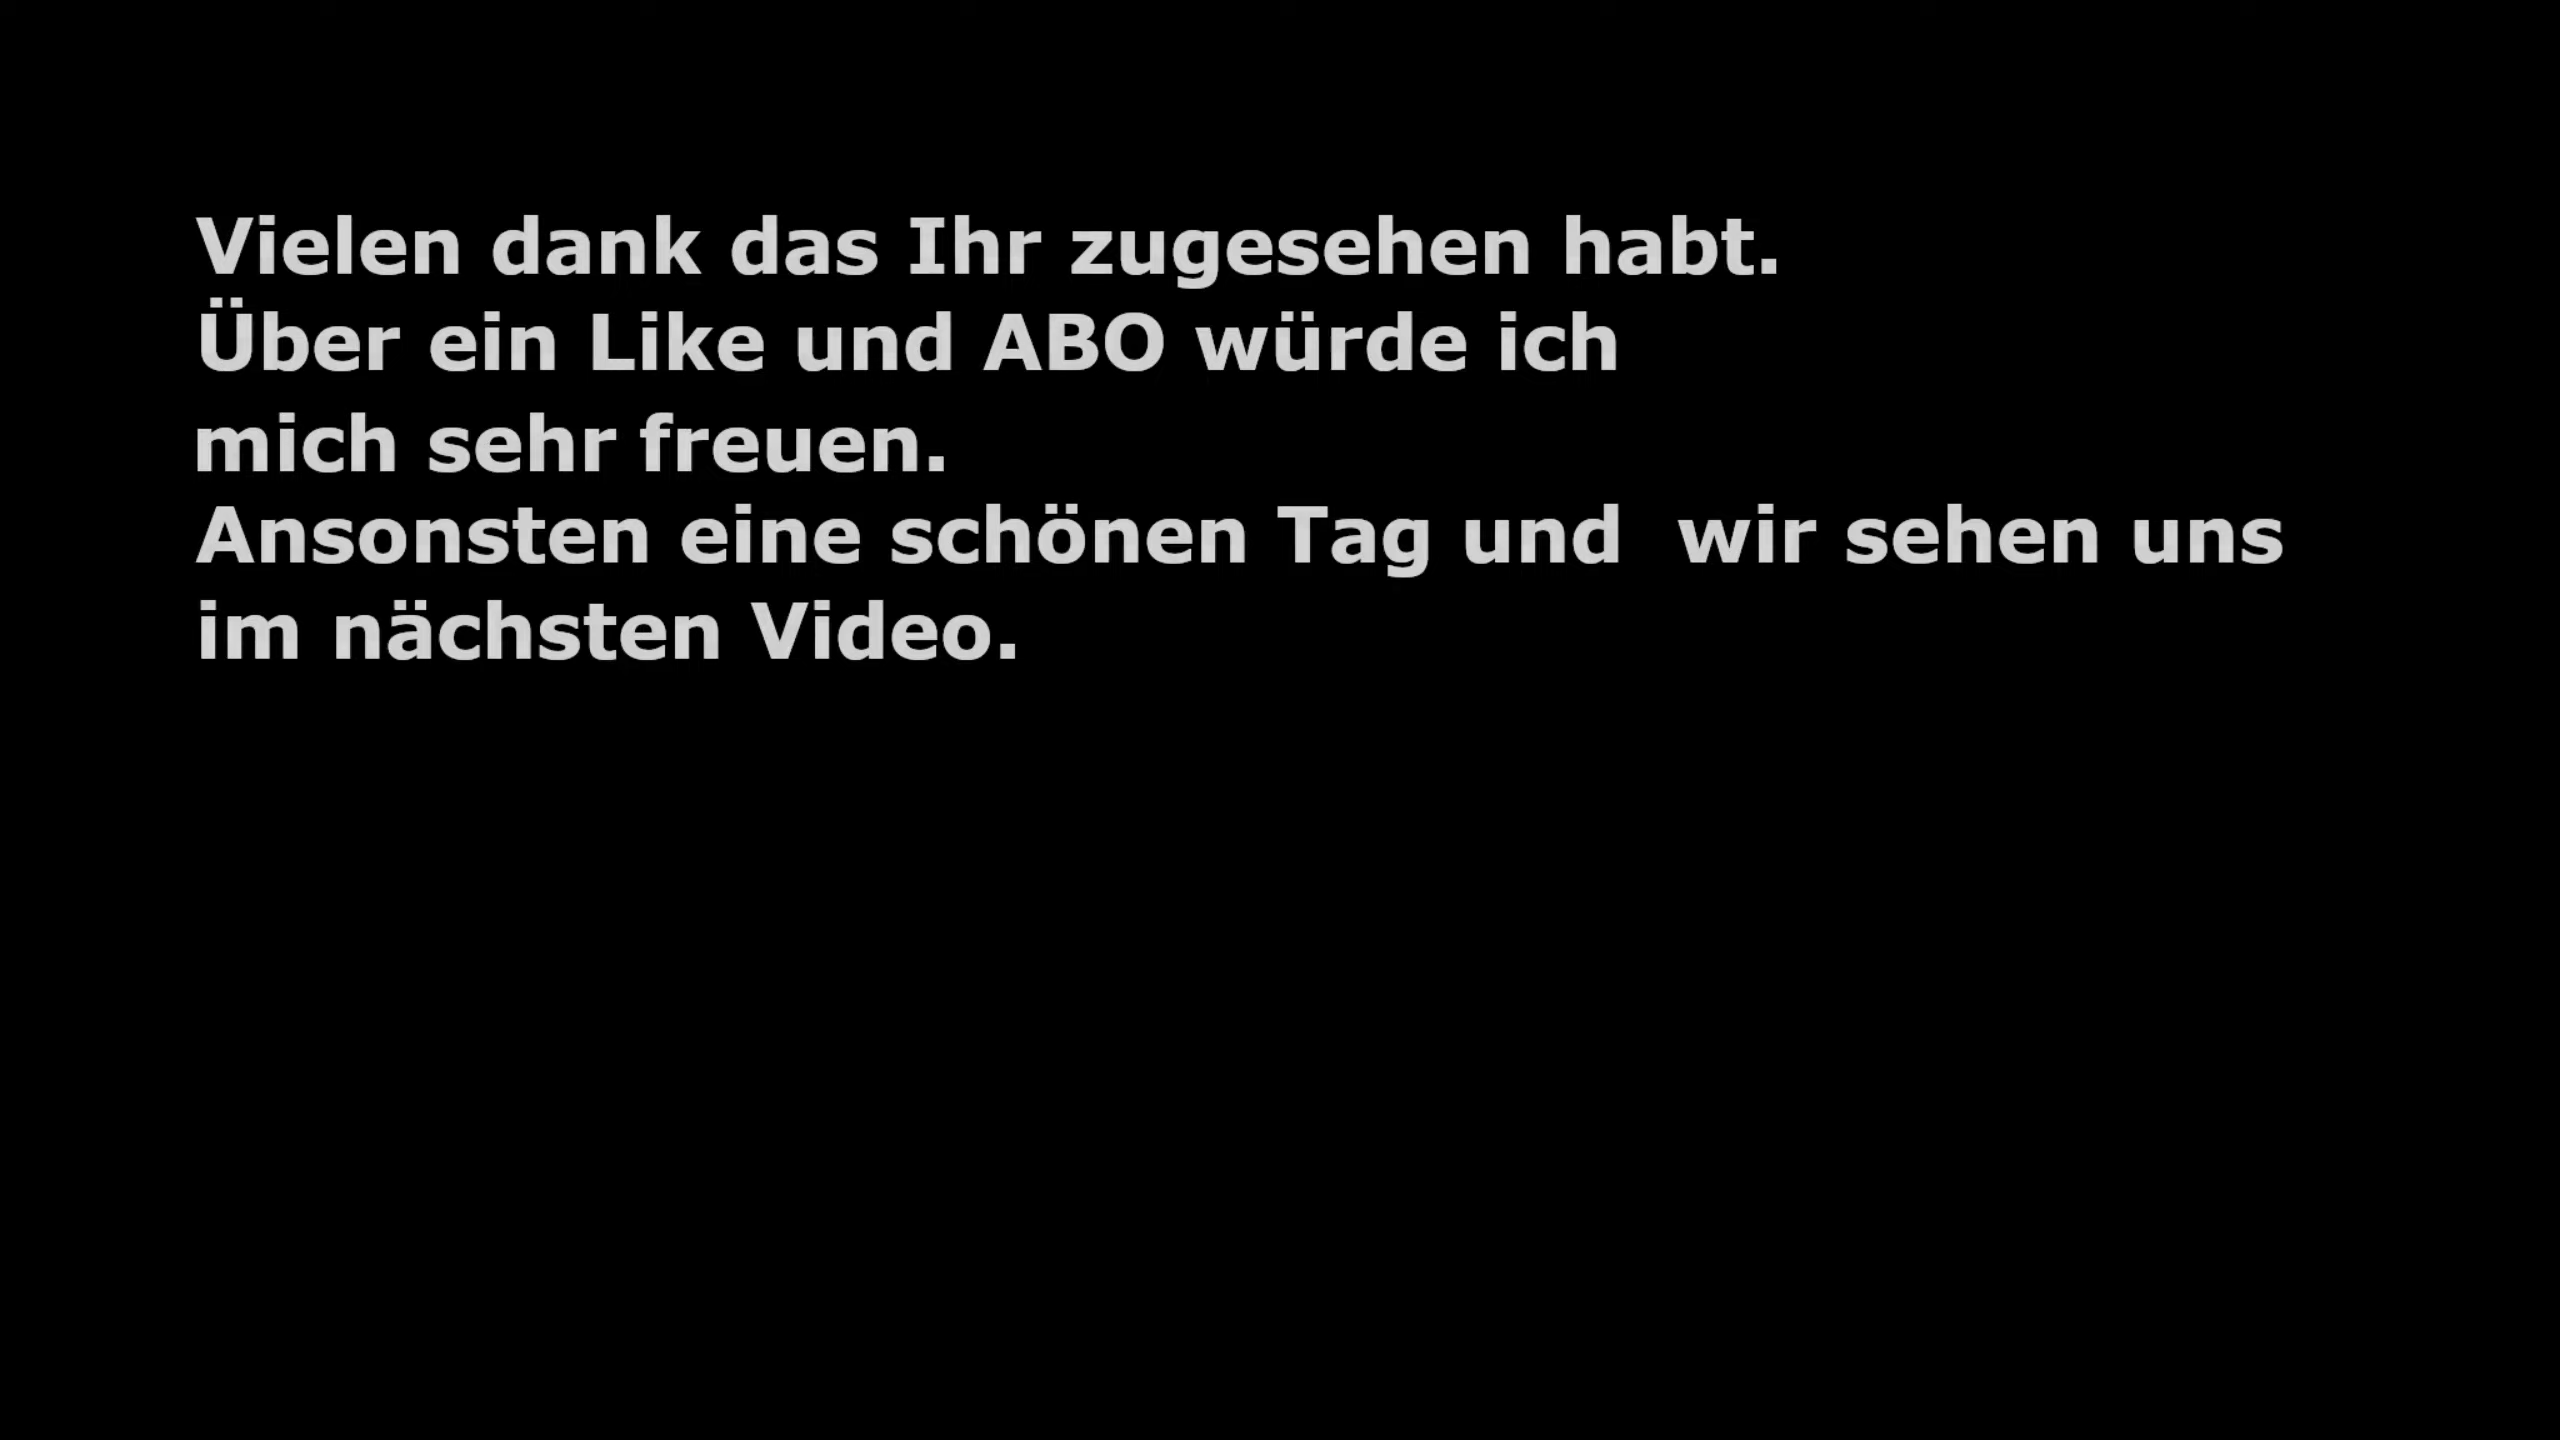 Vielen dank das Ihr zugesehen habt.
Über ein Like und ABO würde ich
mich sehr freuen.
Ansonsten eine schönen Tag und  wir sehen uns
im nächsten Video.